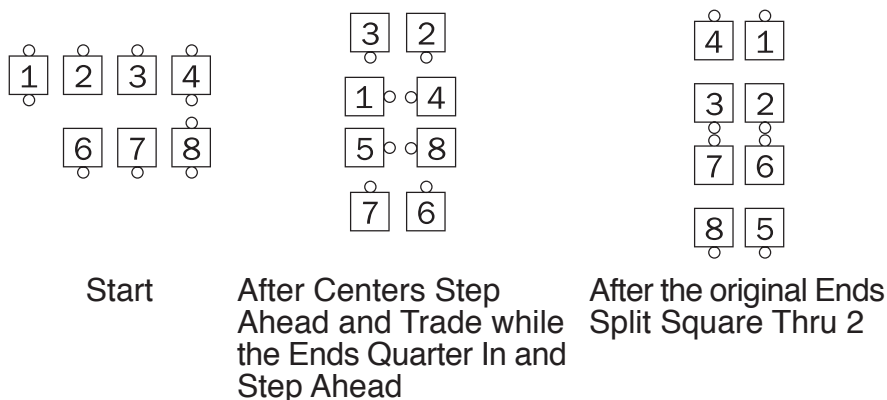 1 2 3 4
6 7 8
3 2
1 4
5 8
7 6
4 1
3 2
7 6
8 5
Start
After Centers Step
Ahead and Trade while
the Ends Quarter In and
Step Ahead
After the original Ends
Split Square Thru 2